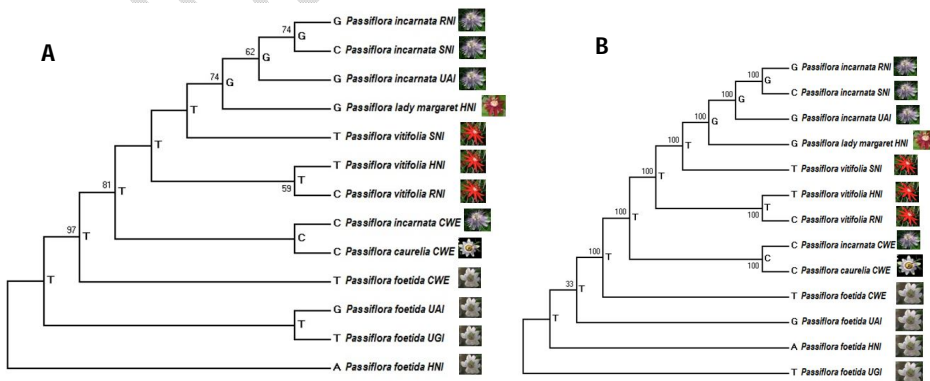 A
74 G Passiflora incarnata RNI
62 G
C Passiflora incarnata SNI
74 G
G Passiflora incarnata UAI
T
G Passiflora lady margaret HNI
T
T Passiflora vitifolia SNI
T Passiflora vitifolia HNI
81 T
59 C Passiflora vitifolia RNI
T
C Passiflora incarnata CWE
97 C
T C Passiflora caurelia CWE
T Passiflora foetida CWE
T
G Passiflora foetida UAI
T
T Passiflora foetida UGI
A Passiflora foetida HNI
B
100 G Passiflora incarnata RNI
100 G
C Passiflora incarnata SNI
100 G
G Passiflora incarnata UAI
100 G
G Passiflora lady margaret HNI
100 T
T Passiflora vitifolia SNI
T
T Passiflora vitifolia HNI
100 T
100 C Passiflora vitifolia RNI
T
C Passiflora incarnata CWE
100 C
100 C Passiflora caurelia CWE
T
T Passiflora foetida CWE
33
T G Passiflora foetida UAI
T
A Passiflora foetida HNI
T Passiflora foetida UGI